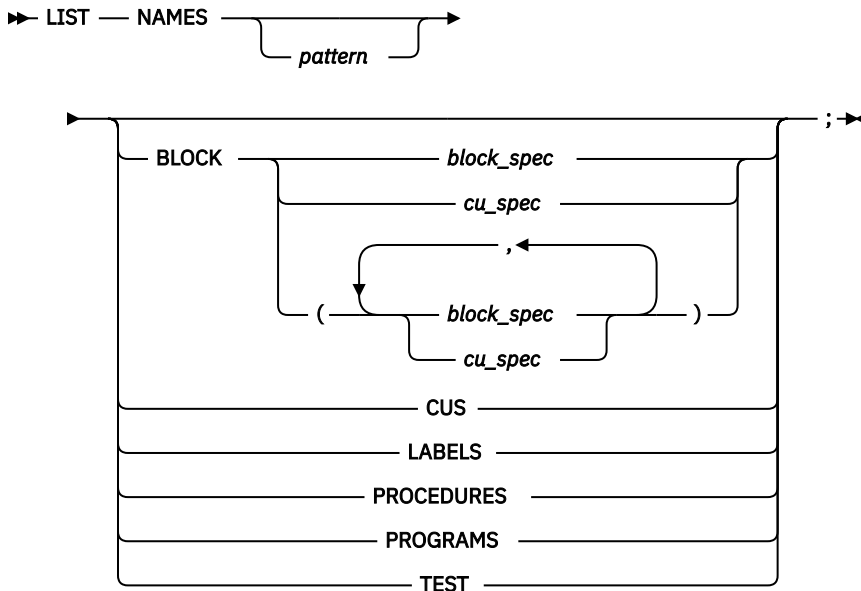 LIST NAMES
pattern
;
BLOCK block_spec
cu_spec
,
( block_spec )
cu_spec
CUS
LABELS
PROCEDURES
PROGRAMS
TEST